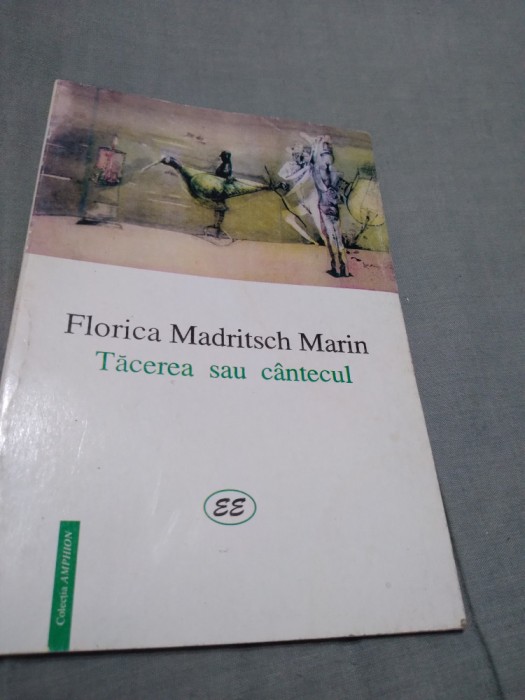 Florica Madritsch Marin
Tăcerea sau cântecul
EE
Colecția AMPHION